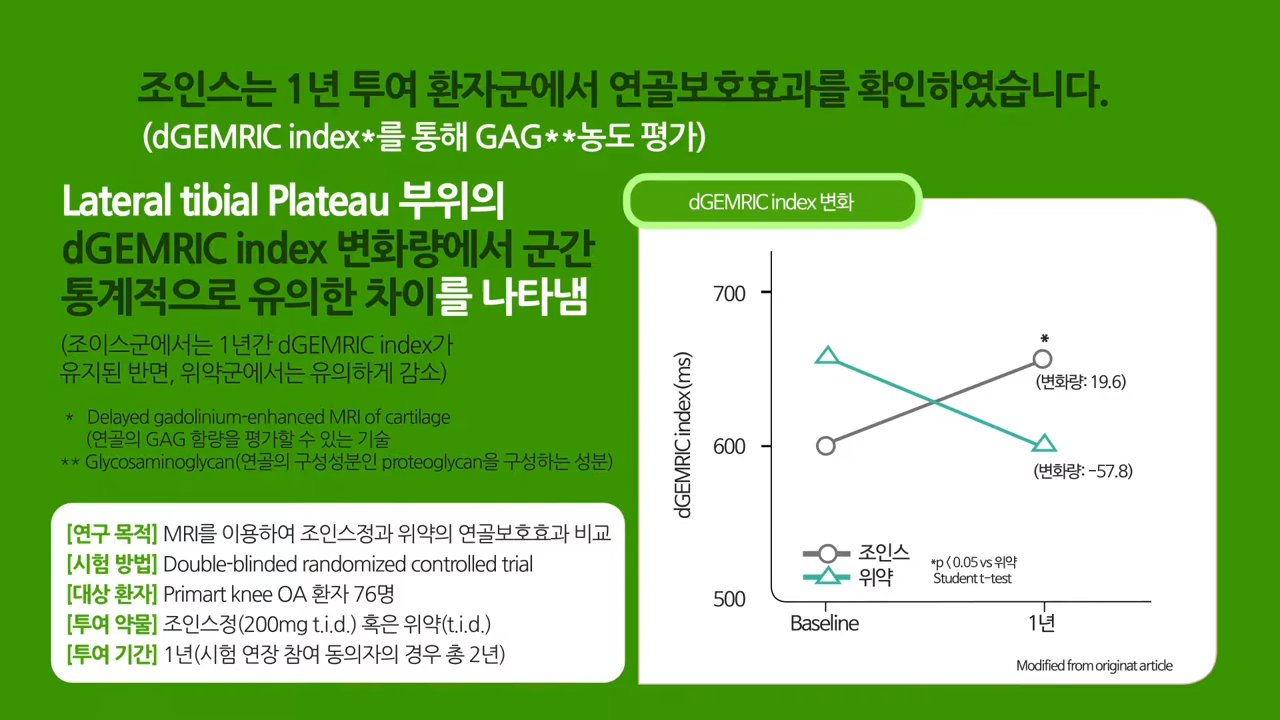 조인스는 1년 투여 환자군에서 연골보호효과를 확인하였습니다.
(dGEMRIC index*를 통해 GAG**농도 평가)
Lateral tibial Plateau 부위의
dGEMRIC index 변화량에서 군간
통계적으로 유의한 차이를 나타냄
(조이스군에서는 1년간 dGEMRIC index가
유지된 반면, 위약군에서는 유의하게 감소)
* Delayed gadolinium-enhanced MRI of cartilage
(연골의 GAG 함량을 평가할 수 있는 기술
** Glycosaminoglycan(연골의 구성성분인 proteoglycan을 구성하는 성분)
[연구 목적] MRI를 이용하여 조인스정과 위약의 연골보호효과 비교
[시험 방법] Double-blinded randomized controlled trial
[대상 환자] Primart knee OA 환자 76명
[투여 약물] 조인스정(200mg t.i.d.) 혹은 위약(t.i.d.)
[투여 기간] 1년(시험 연장 참여 동의자의 경우 총 2년)
dGEMRIC index 변화
dGEMRIC index (ms)
700
600
500
*
(변화량: 19.6)
(변화량: -57.8)
조인스
위약
*p < 0.05 vs 위약
Student t-test
Baseline
1년
Modified from originat article